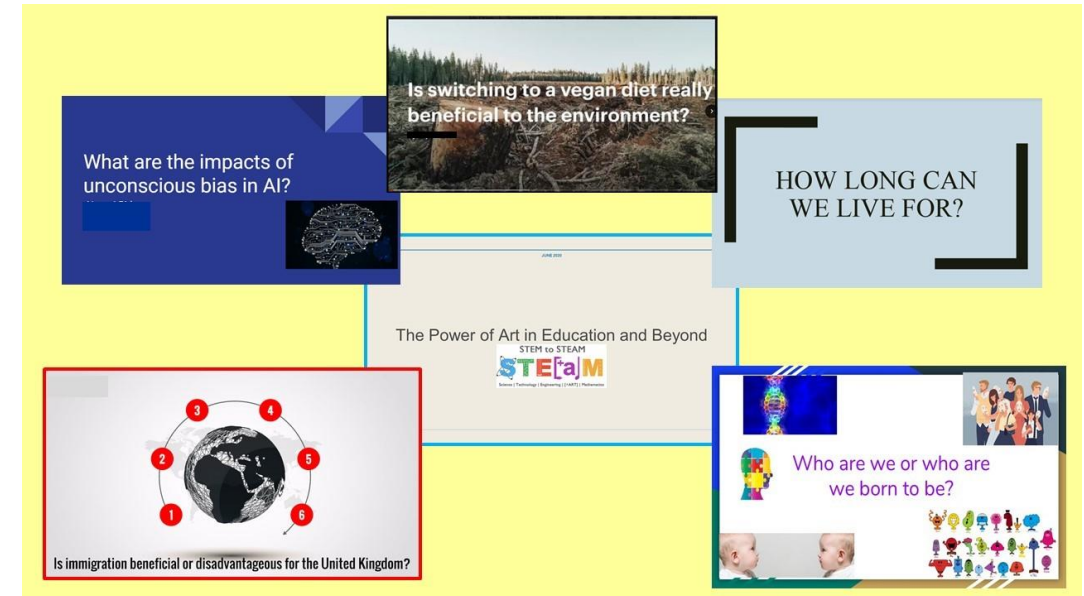 Is switching to a vegan diet really
beneficial to the environment?
What are the impacts of
unconscious bias in AI?
HOW LONG CAN
WE LIVE FOR?
JUNE 2020
The Power of Art in Education and Beyond
STEM to STEAM
STE[+a]M
Science | Technology | Engineering | [+ART] | Mathematics
3
4
2
5
1
6
Is immigration beneficial or disadvantageous for the United Kingdom?
Who are we or who are
we born to be?